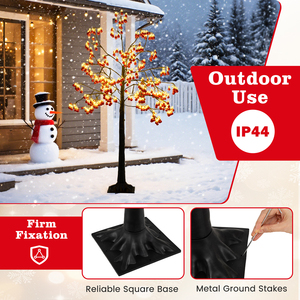 Outdoor
Use
IP44
Firm
Fixation
Reliable Square Base
Metal Ground Stakes